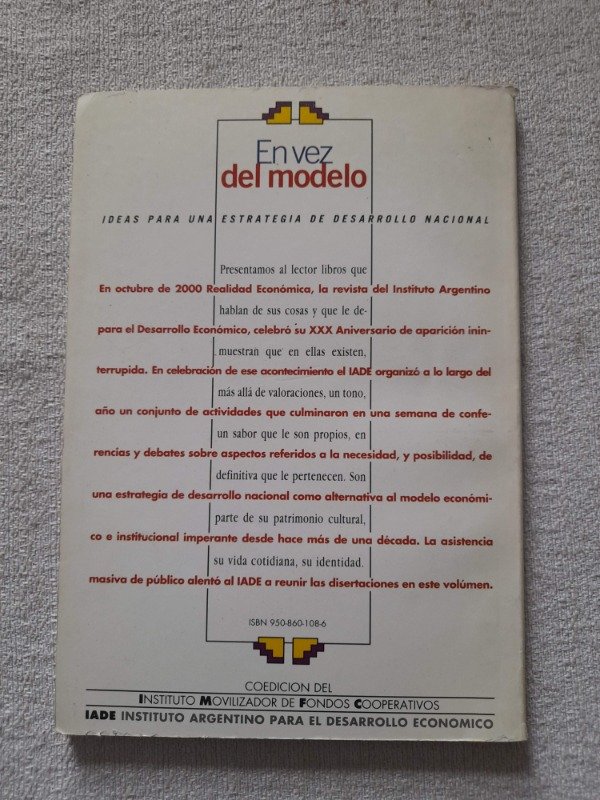 En vez
del modelo
IDEAS PARA UNA ESTRATEGIA DE DESARROLLO NACIONAL
Presentamos al lector libros que
En octubre de 2000 Realidad Económica, la revista del Instituto Argentino
hablan de sus cosas y que le de-
para el Desarrollo Económico, celebró su XXX Aniversario de aparición inin-
muestran que en ellas existen,
terrupida. En celebración de ese acontecimiento el IADE organizó a lo largo del
más allá de valoraciones, un tono,
año un conjunto de actividades que culminaron en una semana de confe-
un sabor que le son propios, en
rencias y debates sobre aspectos referidos a la necesidad, y posibilidad, de
definitiva que le pertenecen. Son
una estrategia de desarrollo nacional como alternativa al modelo económi-
parte de su patrimonio cultural,
co e institucional imperante desde hace más de una década. La asistencia
su vida cotidiana, su identidad.
masiva de público alentó al IADE a reunir las disertaciones en este volúmen.
ISBN 950-860-108-6
COEDICION DEL
INSTITUTO MOVILIZADOR DE FONDOS COOPERATIVOS
IADE INSTITUTO ARGENTINO PARA EL DESARROLLO ECONOMICO